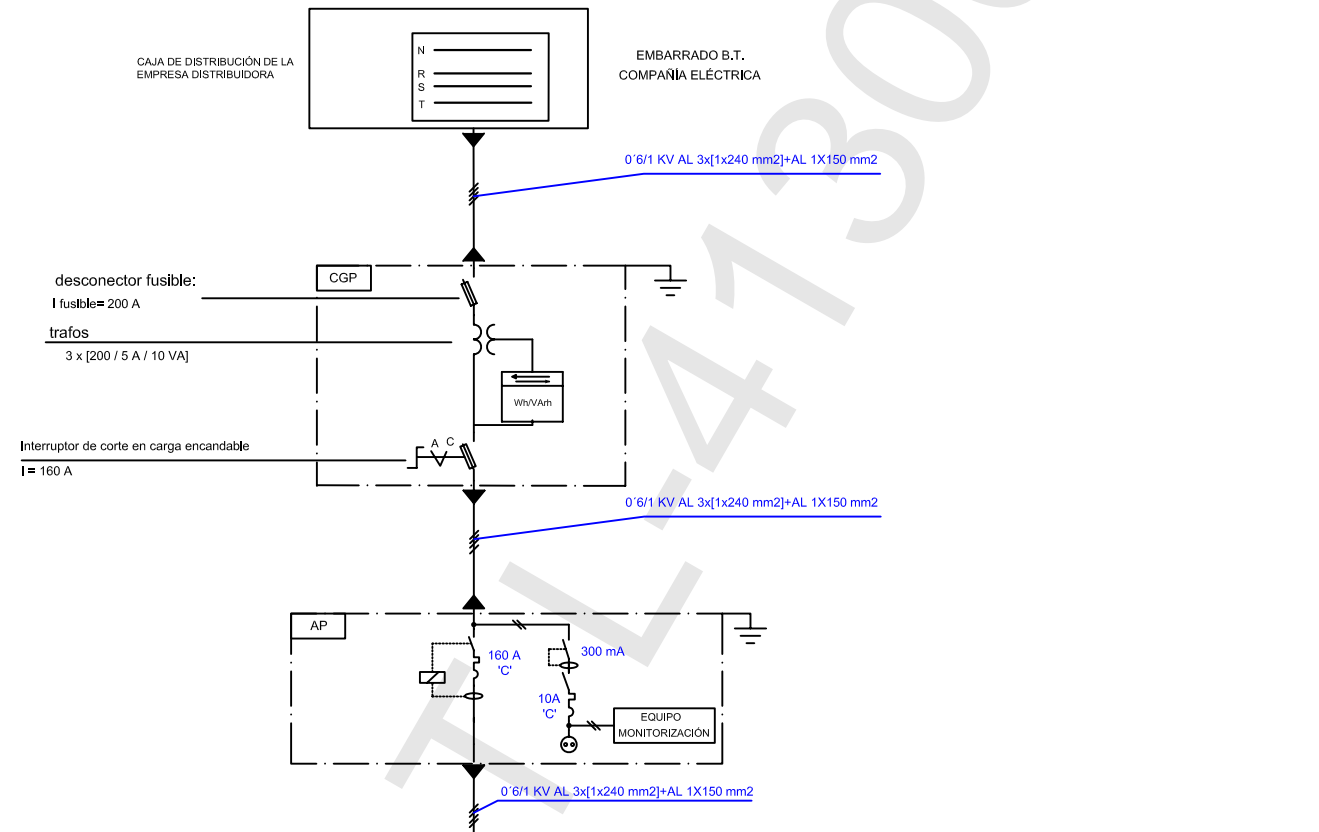 CAJA DE DISTRIBUCIÓN DE LA
EMPRESA DISTRIBUIDORA
N
R
S
T
EMBARRADO B.T.
COMPAÑÍA ELÉCTRICA
0´6/1 KV AL 3x[1x240 mm2]+AL 1X150 mm2
CGP
desconector fusible:
I fusible= 200 A
trafos
3 x [200 / 5 A / 10 VA]
Wh/VArh
Interruptor de corte en carga encandable
I = 160 A
A C
0´6/1 KV AL 3x[1x240 mm2]+AL 1X150 mm2
AP
160 A
'C'
300 mA
10A
'C'
EQUIPO
MONITORIZACIÓN
0´6/1 KV AL 3x[1x240 mm2]+AL 1X150 mm2